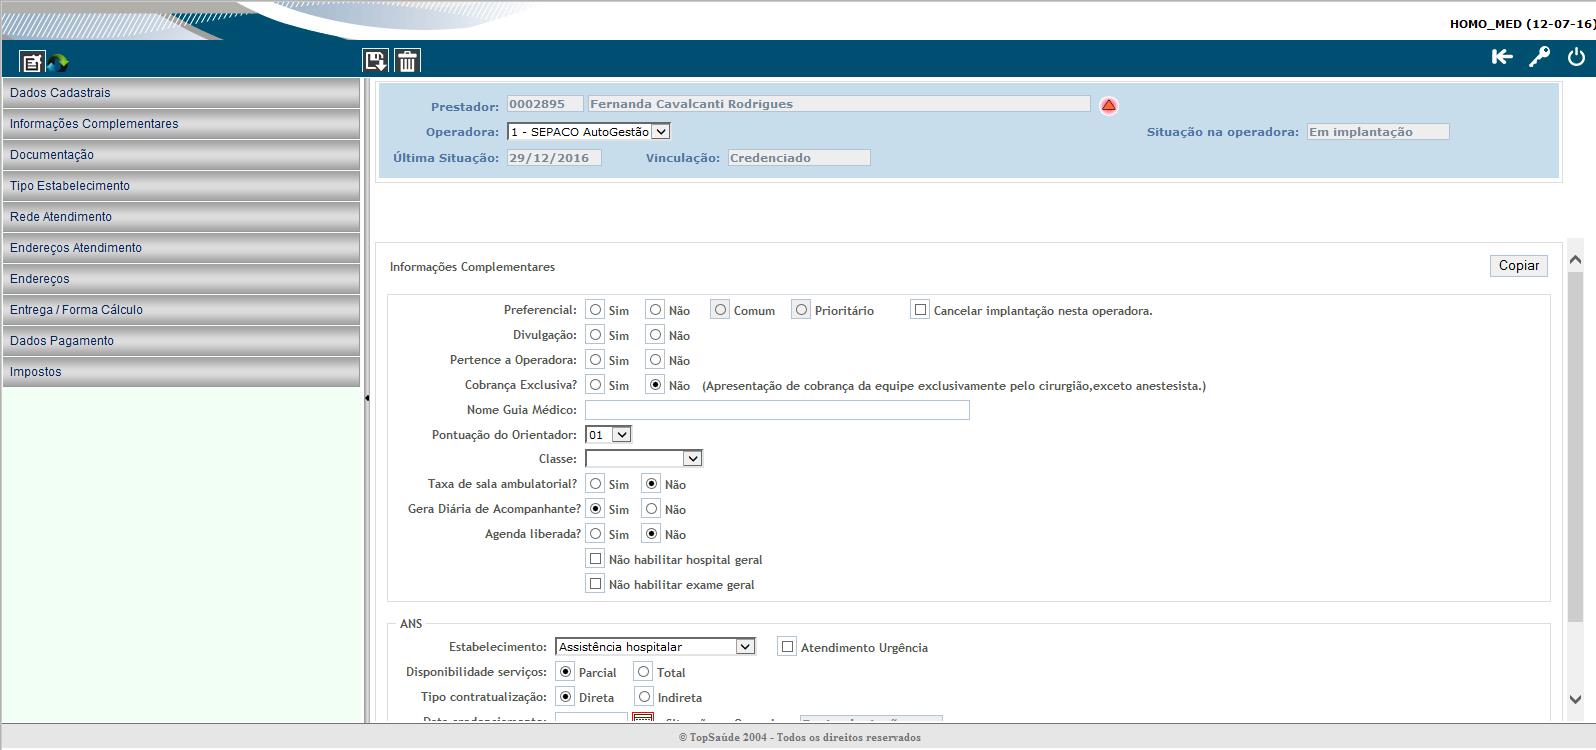 HOMO_MED (12-07-16)
Dados Cadastrais
Informações Complementares
Documentação
Tipo Estabelecimento
Rede Atendimento
Endereços Atendimento
Endereços
Entrega / Forma Cálculo
Dados Pagamento
Impostos
Prestador: 0002895 Fernanda Cavalcanti Rodrigues
Operadora: 1 - SEPACO AutoGestão Situação na operadora: Em implantação
Última Situação: 29/12/2016 Vinculação: Credenciado
Informações Complementares Copiar
Preferencial: Sim Não Comum Prioritário Cancelar implantação nesta operadora.
Divulgação: Sim Não
Pertence a Operadora: Sim Não
Cobrança Exclusiva? Sim Não (Apresentação de cobrança da equipe exclusivamente pelo cirurgião,exceto anestesista.)
Nome Guia Médico:
Pontuação do Orientador: 01
Classe:
Taxa de sala ambulatorial? Sim Não
Gera Diária de Acompanhante? Sim Não
Agenda liberada? Sim Não
Não habilitar hospital geral
Não habilitar exame geral
ANS
Estabelecimento: Assistência hospitalar Atendimento Urgência
Disponibilidade serviços: Parcial Total
Tipo contratualização: Direta Indireta
© TopSaúde 2004 - Todos os direitos reservados